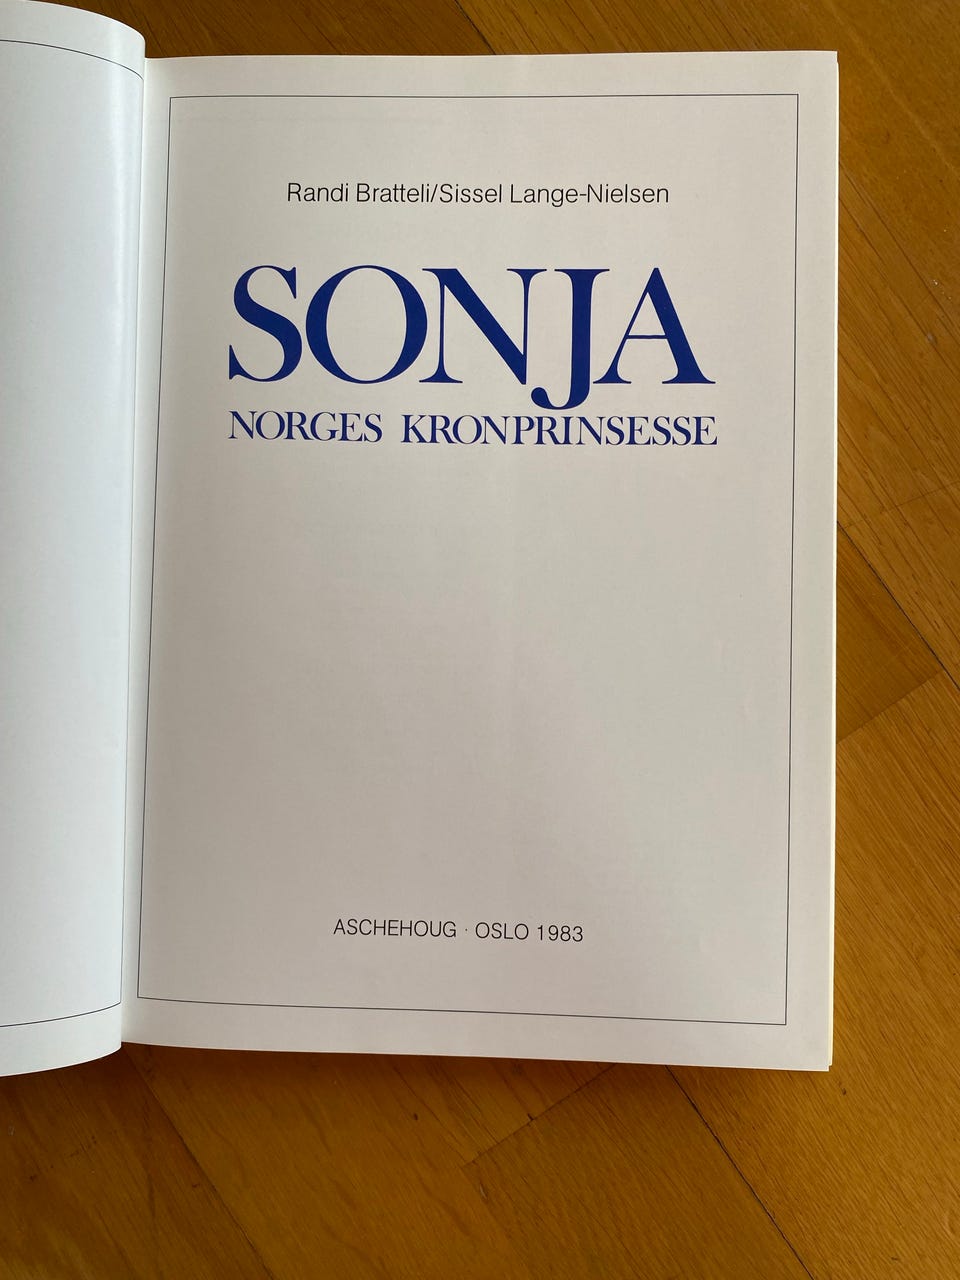 Randi Bratteli/Sissel Lange-Nielsen
SONJA
NORGES KRONPRINSESSE
ASCHEHOUG · OSLO 1983